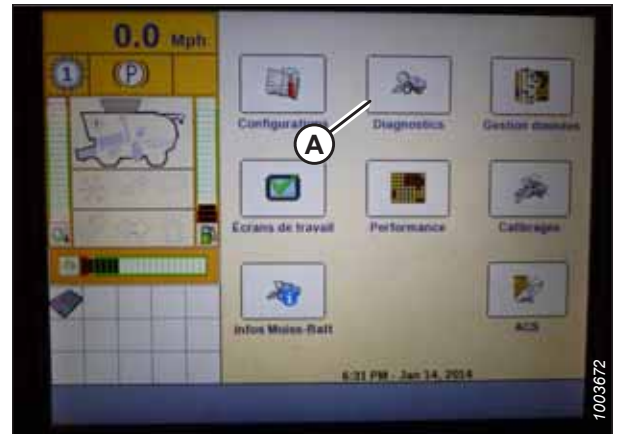 0.0 Mph
1 (P)
Configurations
Diagnostics
Gestion données
A
Ecrans de travail
Performance
Calibrages
Infos Moiss-Batt
ACS
6:31 PM - Jan 14, 2014
1003672